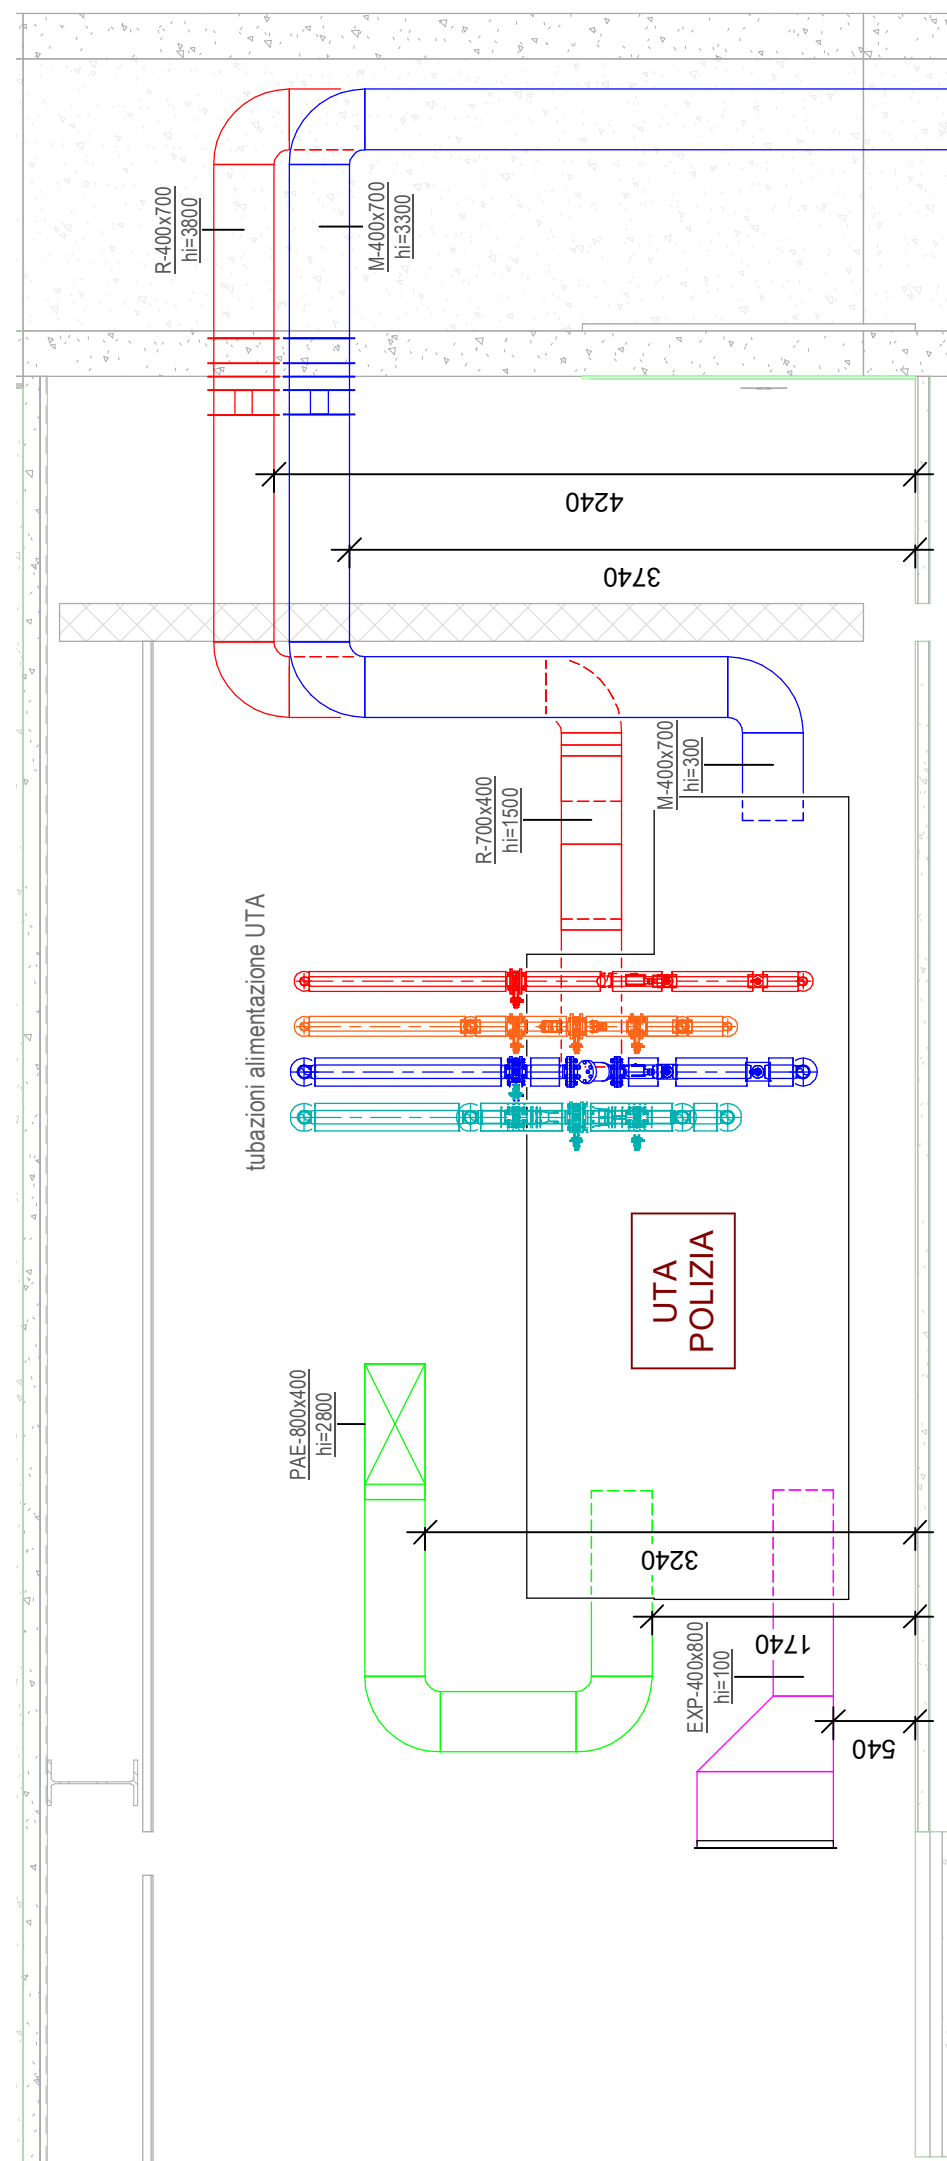 R-400x700
hi=3800
M-400x700
hi=3300
4240
3740
M-400x700
hi=300
R-700x400
hi=1500
tubazioni alimentazione UTA
UTA
POLIZIA
PAE-800x400
hi=2800
3240
1740
EXP-400x800
hi=100
540